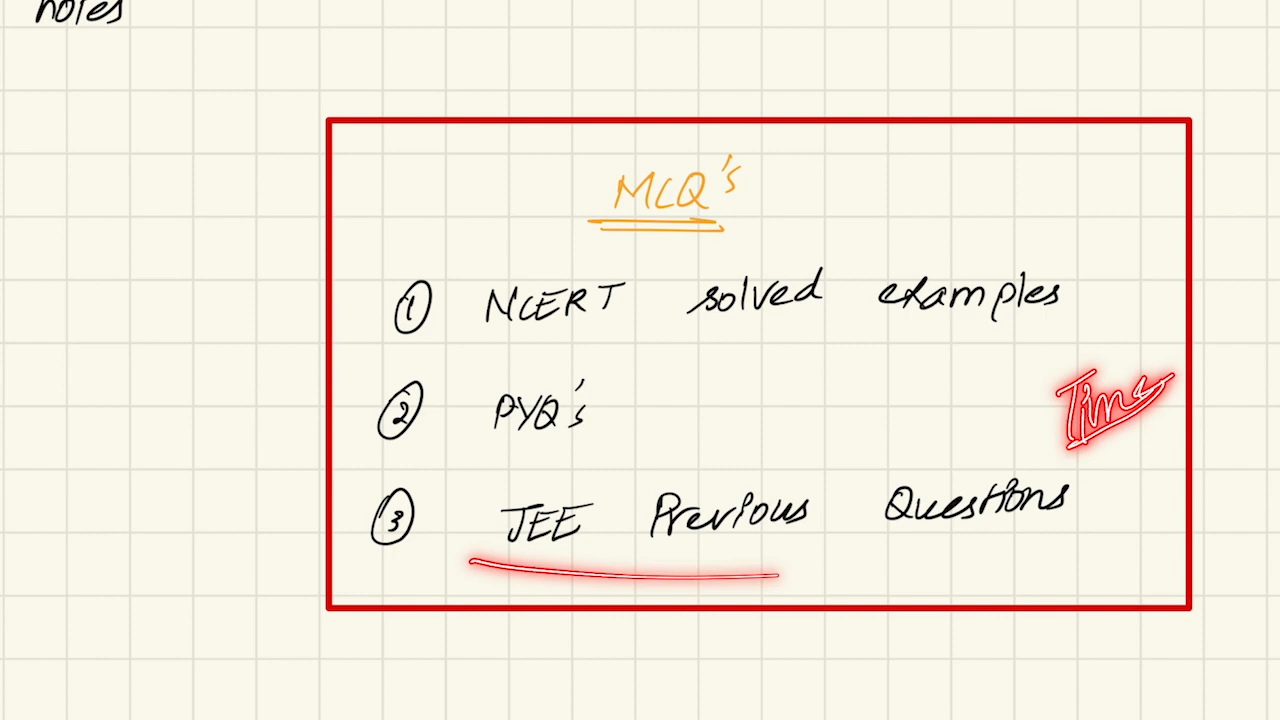 notes
MCQ's
① NCERT solved examples
② PYQ's
Time
③ JEE Previous Questions